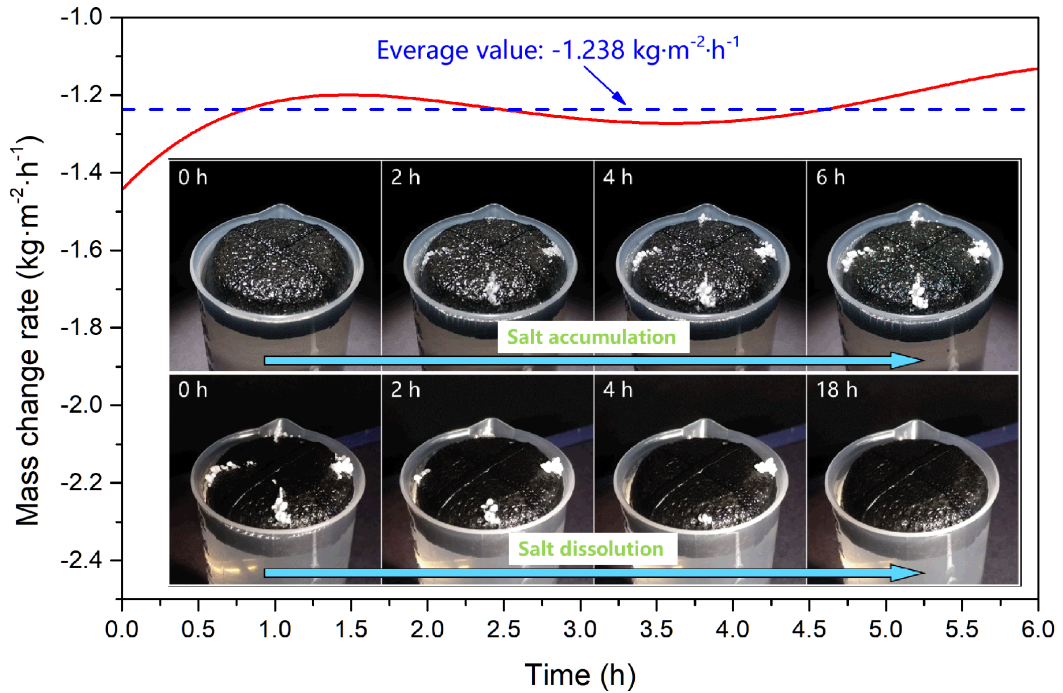 -1.0
-1.2
-1.4
-1.6
-1.8
-2.0
-2.2
-2.4
Mass change rate (kg·m⁻²·h⁻¹)
Everage value: -1.238 kg·m⁻²·h⁻¹
0 h 2 h 4 h 6 h
Salt accumulation
0 h 2 h 4 h 18 h
Salt dissolution
0.0 0.5 1.0 1.5 2.0 2.5 3.0 3.5 4.0 4.5 5.0 5.5 6.0
Time (h)